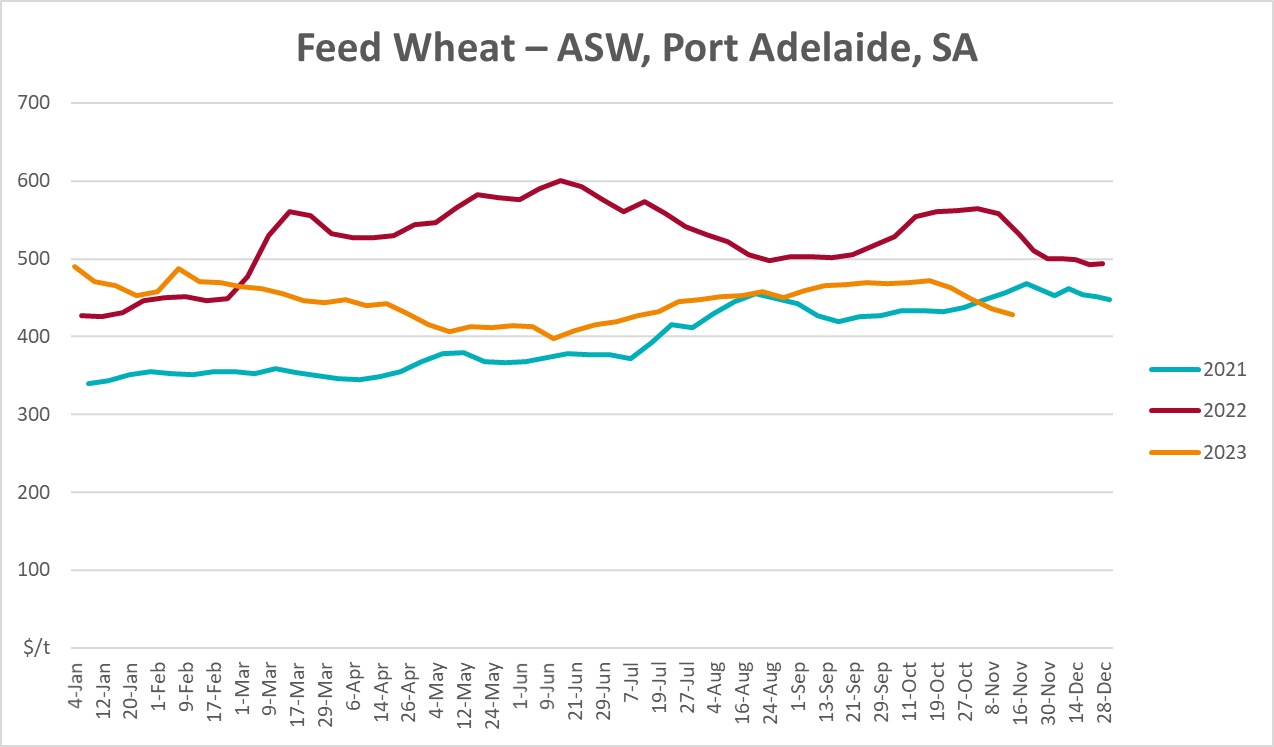 Feed Wheat – ASW, Port Adelaide, SA
700
600
500
400
300
200
100
$/t
4-Jan
12-Jan
20-Jan
1-Feb
9-Feb
17-Feb
1-Mar
9-Mar
17-Mar
29-Mar
6-Apr
14-Apr
26-Apr
4-May
12-May
24-May
1-Jun
9-Jun
21-Jun
29-Jun
7-Jul
19-Jul
27-Jul
4-Aug
16-Aug
24-Aug
1-Sep
13-Sep
21-Sep
29-Sep
11-Oct
19-Oct
27-Oct
8-Nov
16-Nov
30-Nov
14-Dec
28-Dec
2021
2022
2023